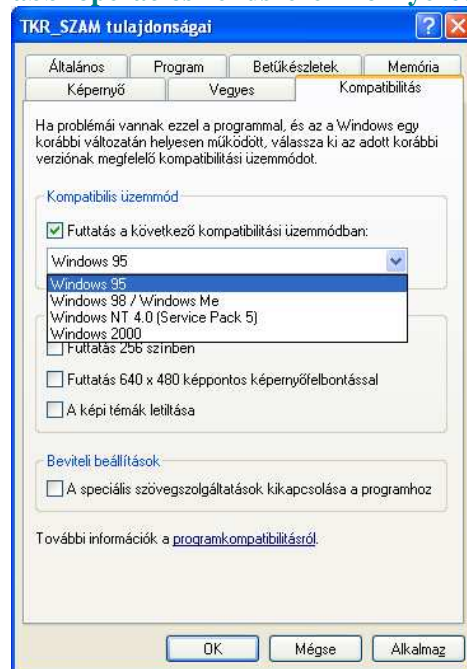 TKR_SZAM tulajdonságai
Általános Program Betűkészletek Memória
Képernyő Vegyes Kompatibilitás
Ha problémái vannak ezzel a programmal, és az a Windows egy
korábbi változatán helyesen működött, válassza ki az adott korábbi
verziónak megfelelő kompatibilitási üzemmódot.
Kompatibilis üzemmód
Futtatás a következő kompatibilitási üzemmódban:
Windows 95
Windows 95
Windows 98 / Windows Me
Windows NT 4.0 (Service Pack 5)
Windows 2000
Futtatás 256 színben
Futtatás 640 x 480 képpontos képernyőfelbontással
A képi témák letiltása
Beviteli beállítások
A speciális szövegszolgáltatások kikapcsolása a programhoz
További információk a programkompatibilitásról.
OK Mégse Alkalmaz